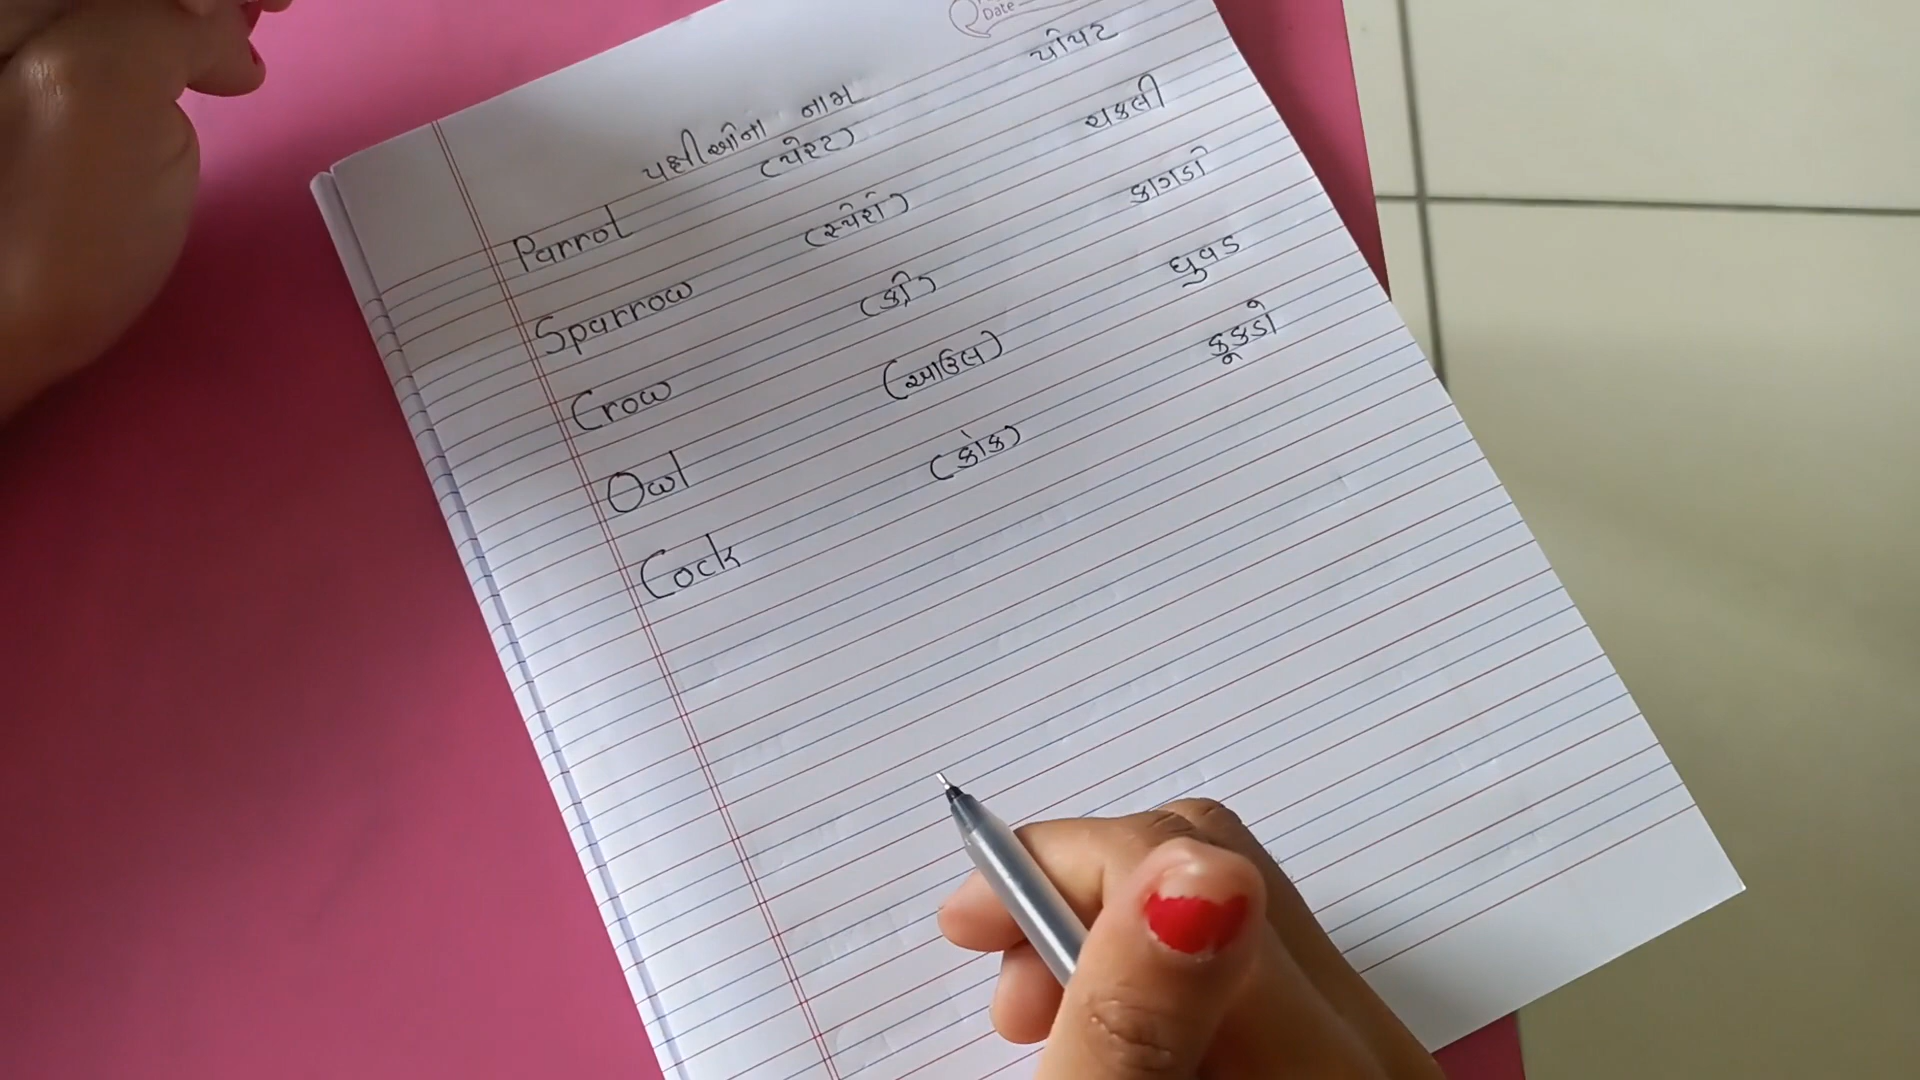 Date
પક્ષીઓના નામ
Parrot (પેરટ) પોપટ
Sparrow (સ્પેરો) ચકલી
Crow (ક્રો) કાગડો
Owl (આઉલ) ઘુવડ
Cock (કોક) કૂકડો